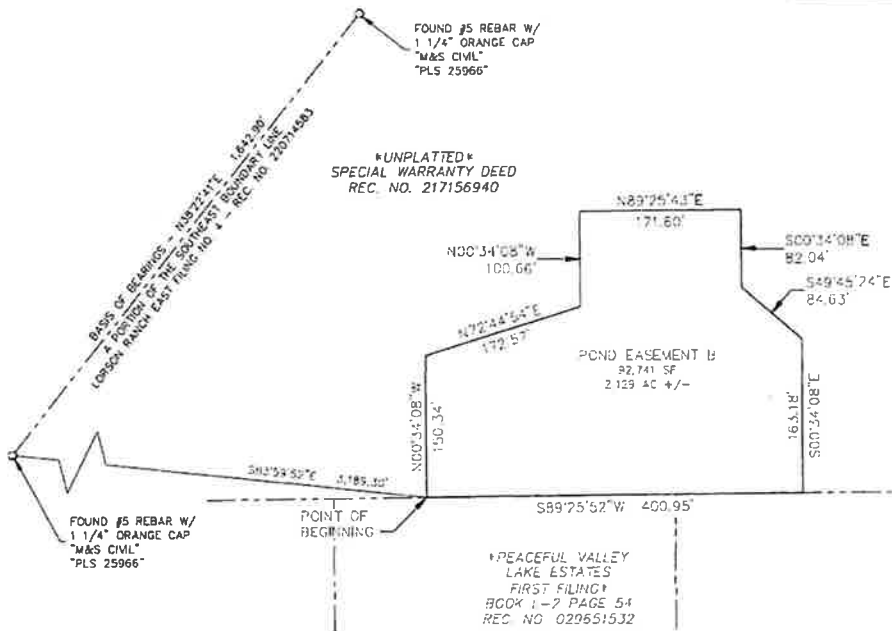 FOUND #5 REBAR W/
1 1/4" ORANGE CAP
"M&S CIVIL"
"PLS 25966"
BASIS OF BEARINGS - N38°22'41"E 1,642.90'
A PORTION OF THE SOUTHEAST BOUNDARY LINE
LORSON RANCH EAST FILING NO. 4 - REC. NO. 220714583
*UNPLATTED*
SPECIAL WARRANTY DEED
REC. NO. 217156940
N89°25'43"E
171.60'
N00°34'08"W
100.66'
S00°34'08"E
82.04'
S49°45'24"E
84.63'
N72°44'54"E
172.57'
POND EASEMENT B
92,741 SF
2.129 AC +/-
N00°34'08"W
150.34'
S00°34'08"E
163.18'
S83°59'52"E 3,189.30'
POINT OF
BEGINNING
S89°25'52"W 400.95'
FOUND #5 REBAR W/
1 1/4" ORANGE CAP
"M&S CIVIL"
"PLS 25966"
*PEACEFUL VALLEY
LAKE ESTATES
FIRST FILING*
BOOK L-2 PAGE 54
REC. NO 029651532